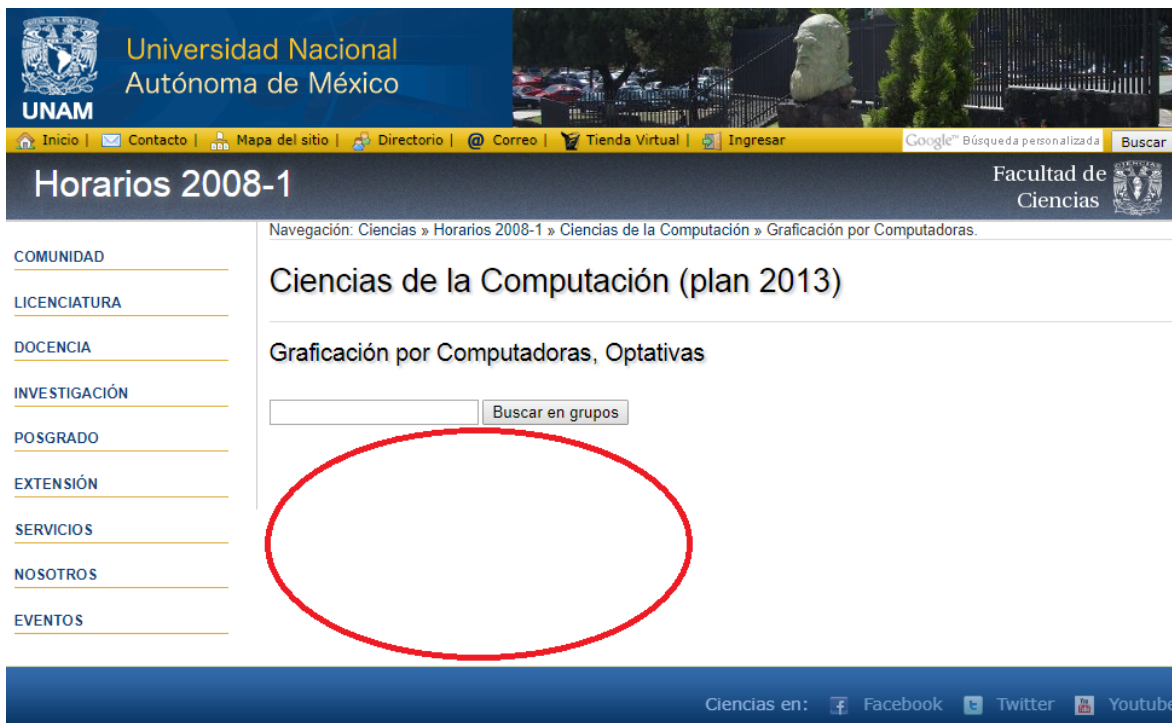 Universidad Nacional
Autónoma de México
UNAM
Inicio | Contacto | Mapa del sitio | Directorio | @ Correo | Tienda Virtual | Ingresar Google™ Búsqueda personalizada Buscar
Horarios 2008-1
Facultad de
Ciencias
Navegación: Ciencias » Horarios 2008-1 » Ciencias de la Computación » Graficación por Computadoras.
COMUNIDAD
LICENCIATURA
DOCENCIA
INVESTIGACIÓN
POSGRADO
EXTENSIÓN
SERVICIOS
NOSOTROS
EVENTOS
Ciencias de la Computación (plan 2013)
Graficación por Computadoras, Optativas
Buscar en grupos
Ciencias en: Facebook Twitter Youtube